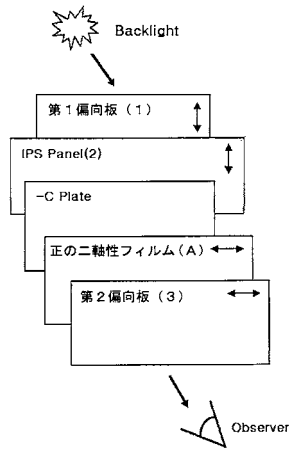 Backlight
第1偏向板（1）
IPS Panel(2)
-C Plate
正の二軸性フィルム(A)
第2偏向板（3）
Observer